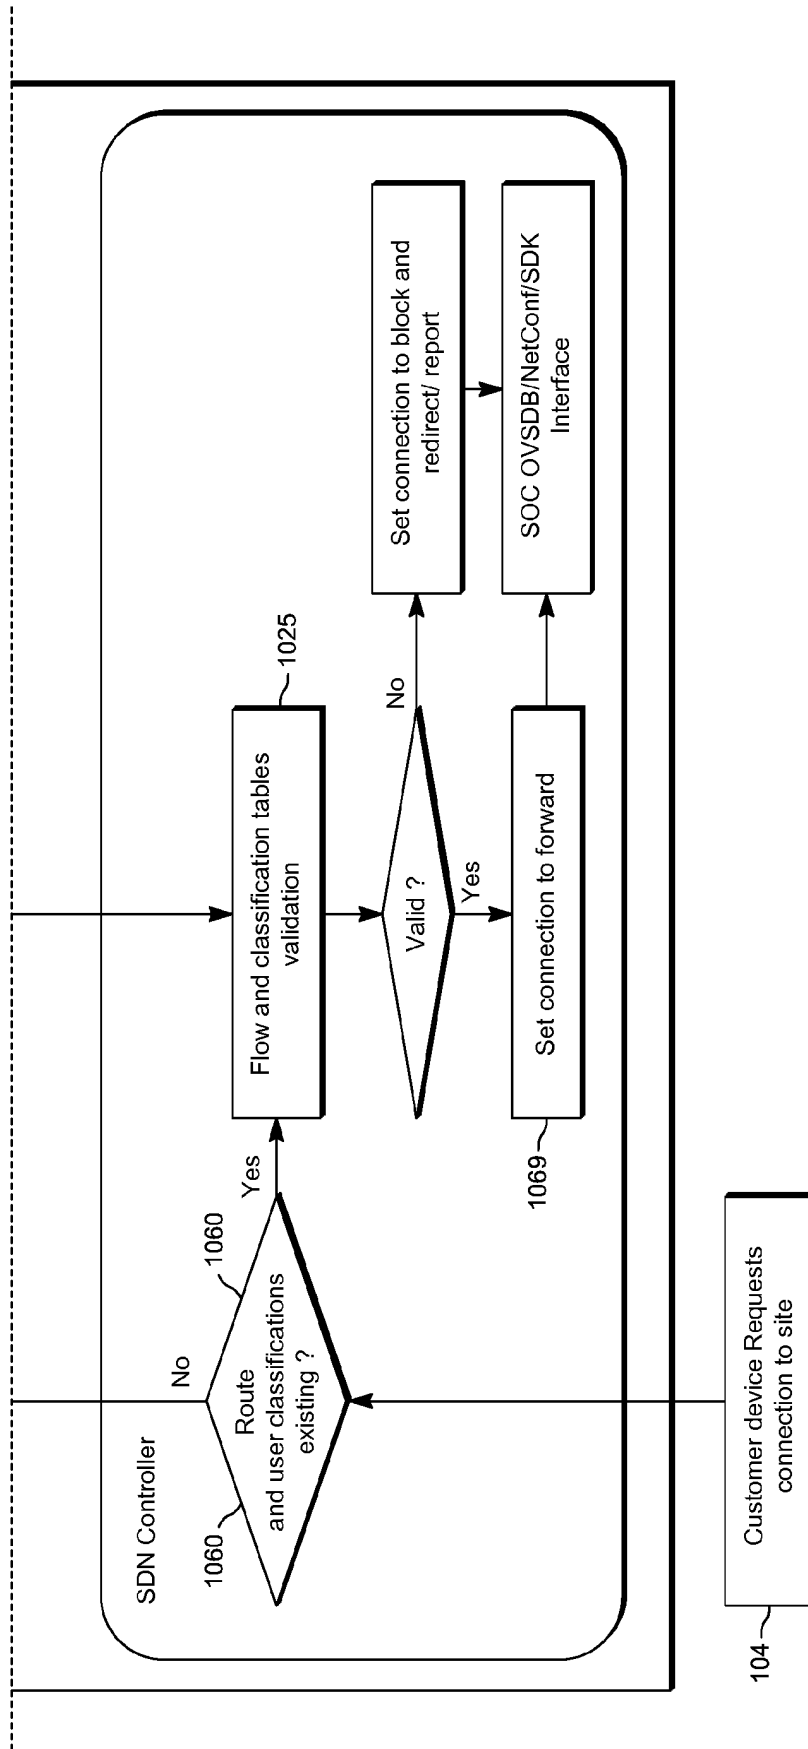 SDN Controller
No
1060
1060
Route
and user classifications
existing ?
Yes
Flow and classification tables
validation
1025
Valid ?
No
Yes
Set connection to block and
redirect/ report
Set connection to forward
1069
SOC OVSDB/NetConf/SDK
Interface
Customer device Requests
connection to site
104